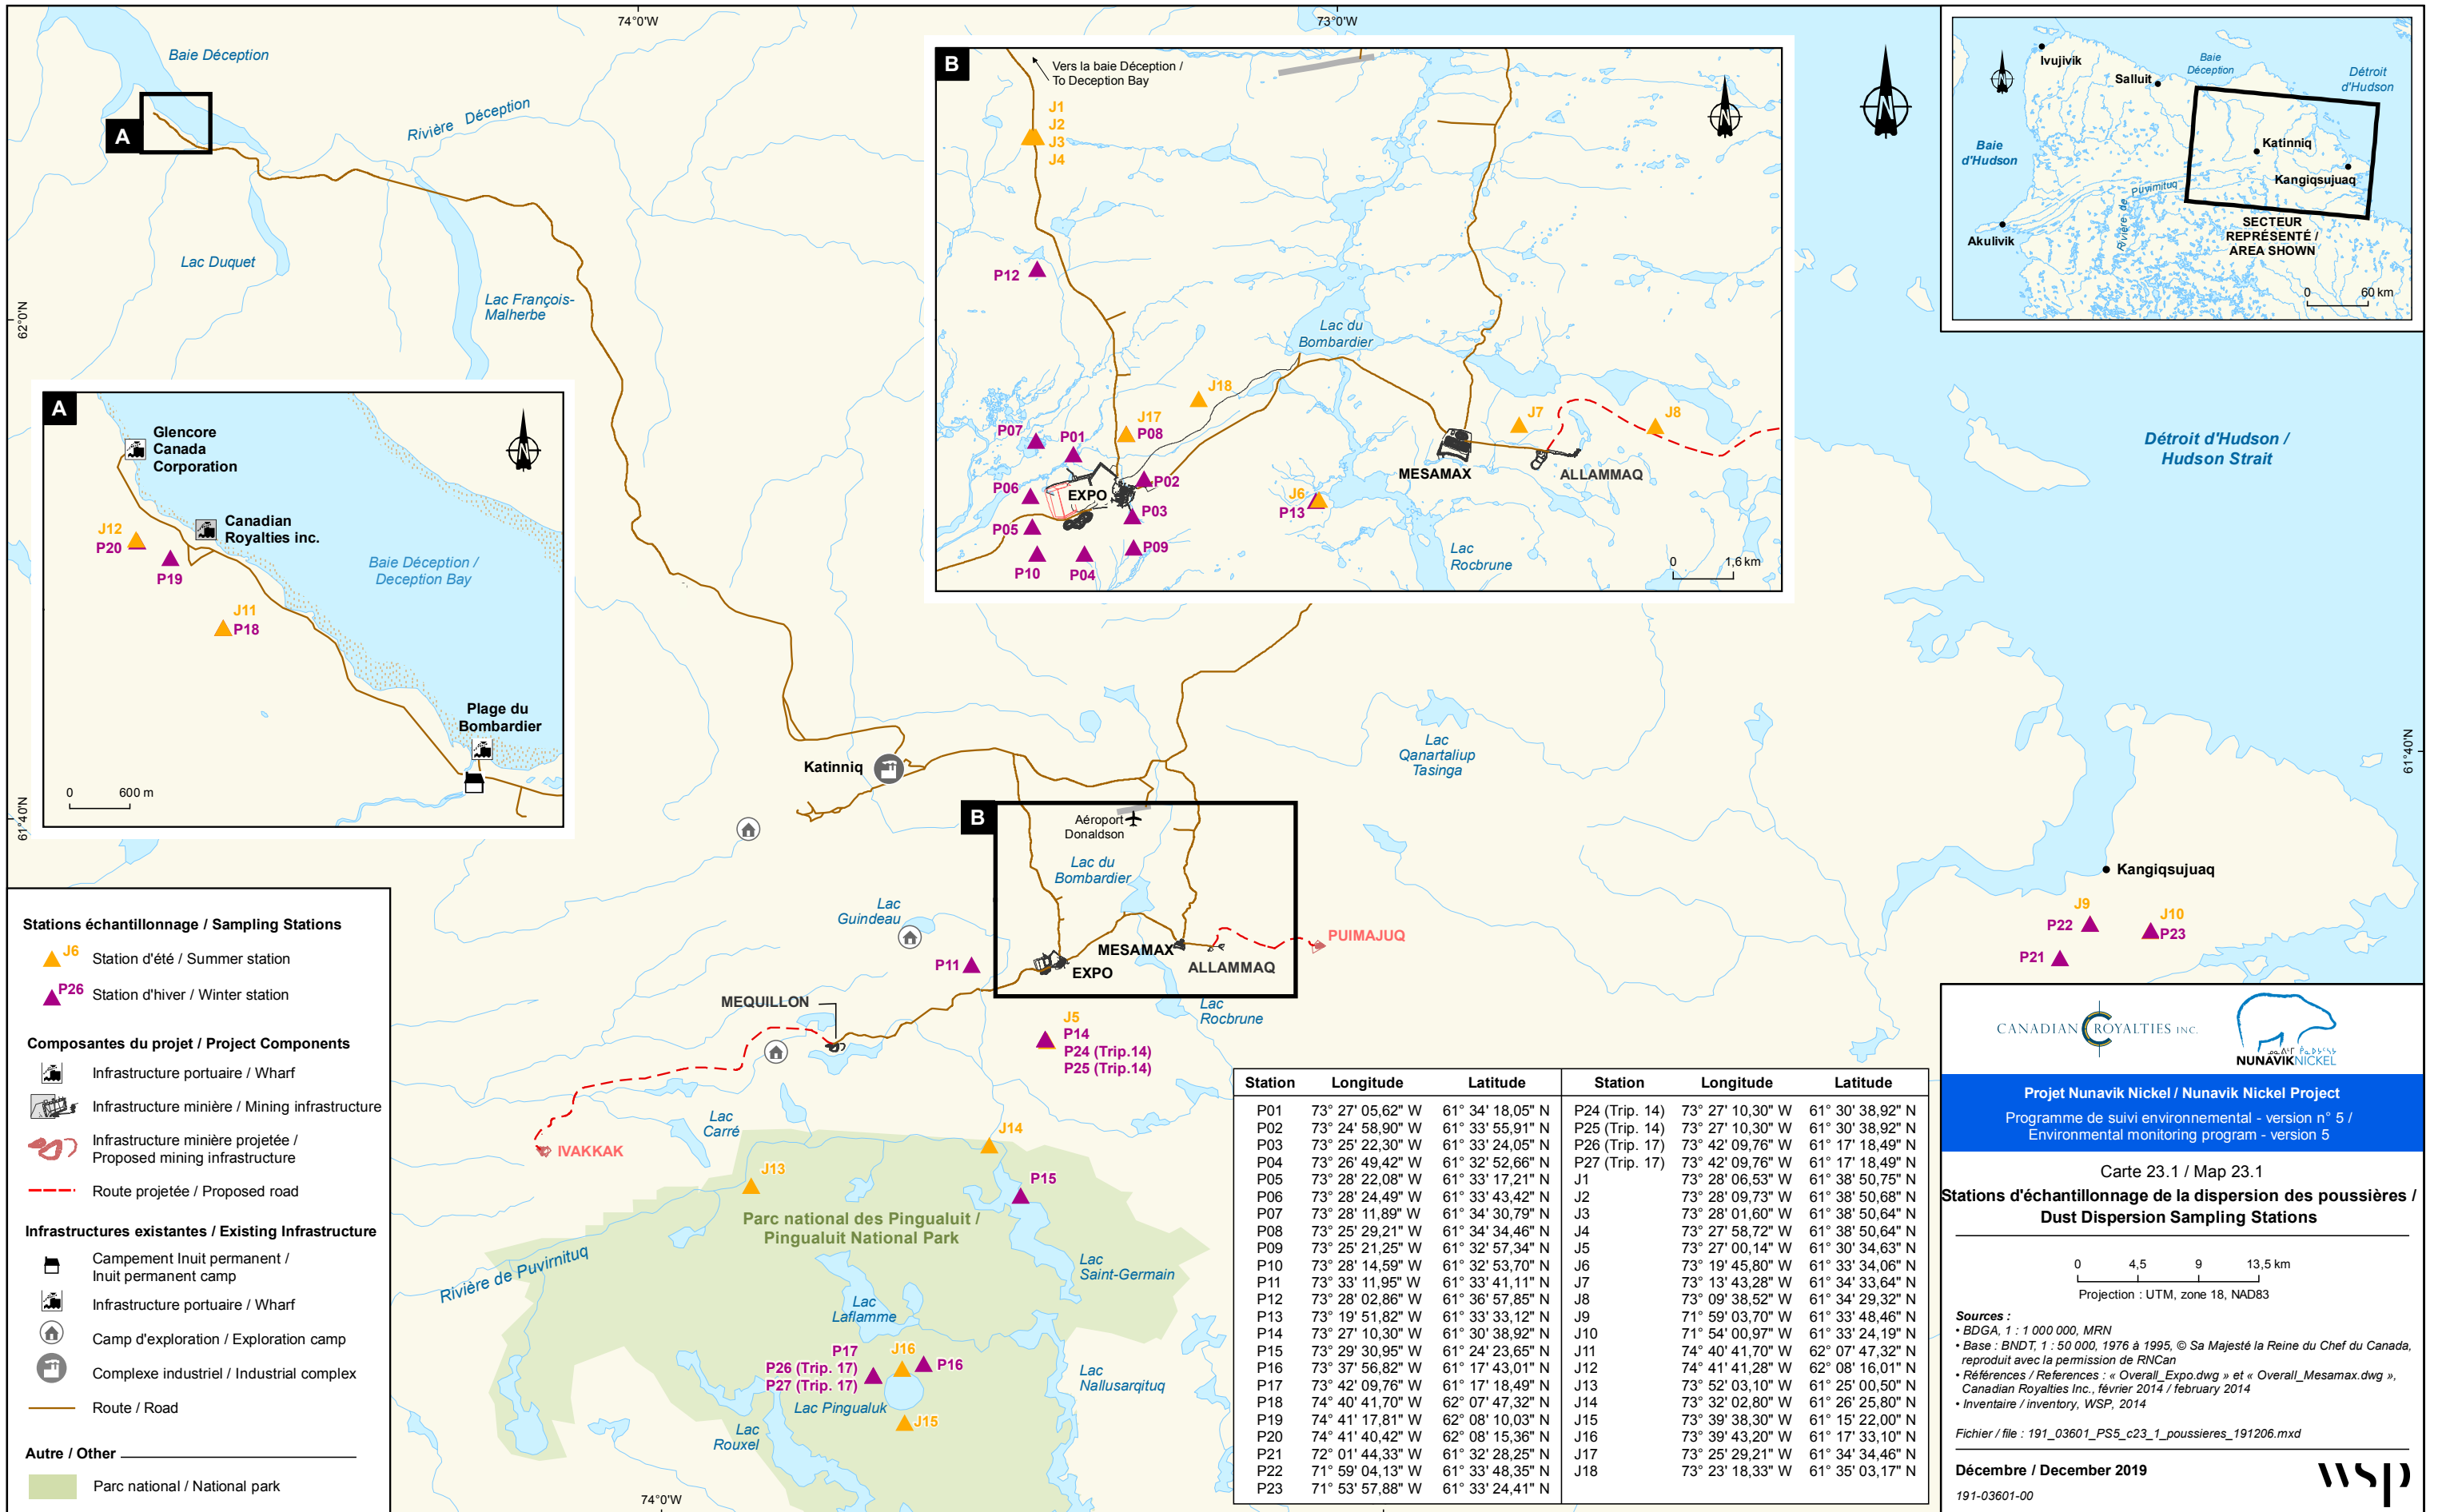 74°0'W
73°0'W
62°0'N
61°40'N
61°40'N
74°0'W
Baie Déception
A
Rivière Déception
Lac Duquet
Lac François-
Malherbe
A
Glencore
Canada
Corporation
Canadian
Royalties inc.
J12
P20
P19
J11
P18
Baie Déception /
Deception Bay
Plage du
Bombardier
0 600 m
B
Vers la baie Déception /
To Deception Bay
J1
J2
J3
J4
P12
Lac du
Bombardier
J18
J17
P08
P07
P01
P06
EXPO
P02
P03
P05
P09
P10
P04
J7
J8
MESAMAX
ALLAMMAQ
J6
P13
Lac
Rocbrune
0 1,6 km
Ivujivik
Salluit
Baie
Déception
Détroit
d'Hudson
Baie
d'Hudson
Katinniq
Kangiqsujuaq
Rivière de Puvirnituq
Akulivik
SECTEUR
REPRÉSENTÉ /
AREA SHOWN
0 60 km
Détroit d'Hudson /
Hudson Strait
Lac
Qanartaliup
Tasinga
Katinniq
B
Aéroport
Donaldson
Lac du
Bombardier
Lac
Guindeau
P11
MESAMAX
EXPO
ALLAMMAQ
PUIMAJUQ
Lac
Rocbrune
MEQUILLON
J5
P14
P24 (Trip.14)
P25 (Trip.14)
IVAKKAK
Lac
Carré
J14
J13
P15
Parc national des Pingualuit /
Pingualuit National Park
Rivière de Puvirnituq
Lac
Saint-Germain
Lac
Laflamme
P17
P26 (Trip. 17)
P27 (Trip. 17)
J16
P16
Lac Pingualuk
J15
Lac
Rouxel
Lac
Nallusarqituq
Kangiqsujuaq
J9
P22
J10
P23
P21
Stations échantillonnage / Sampling Stations
J6 Station d'été / Summer station
P26 Station d'hiver / Winter station
Composantes du projet / Project Components
Infrastructure portuaire / Wharf
Infrastructure minière / Mining infrastructure
Infrastructure minière projetée /
Proposed mining infrastructure
Route projetée / Proposed road
Infrastructures existantes / Existing Infrastructure
Campement Inuit permanent /
Inuit permanent camp
Infrastructure portuaire / Wharf
Camp d'exploration / Exploration camp
Complexe industriel / Industrial complex
Route / Road
Autre / Other
Parc national / National park
Station Longitude Latitude Station Longitude Latitude
P01 73° 27' 05,62" W 61° 34' 18,05" N P24 (Trip. 14) 73° 27' 10,30" W 61° 30' 38,92" N
P02 73° 24' 58,90" W 61° 33' 55,91" N P25 (Trip. 14) 73° 27' 10,30" W 61° 30' 38,92" N
P03 73° 25' 22,30" W 61° 33' 24,05" N P26 (Trip. 17) 73° 42' 09,76" W 61° 17' 18,49" N
P04 73° 26' 49,42" W 61° 32' 52,66" N P27 (Trip. 17) 73° 42' 09,76" W 61° 17' 18,49" N
P05 73° 28' 22,08" W 61° 33' 17,21" N J1 73° 28' 06,53" W 61° 38' 50,75" N
P06 73° 28' 24,49" W 61° 33' 43,42" N J2 73° 28' 09,73" W 61° 38' 50,68" N
P07 73° 28' 11,89" W 61° 34' 30,79" N J3 73° 28' 01,60" W 61° 38' 50,64" N
P08 73° 25' 29,21" W 61° 34' 34,46" N J4 73° 27' 58,72" W 61° 38' 50,64" N
P09 73° 25' 21,25" W 61° 32' 57,34" N J5 73° 27' 00,14" W 61° 30' 34,63" N
P10 73° 28' 14,59" W 61° 32' 53,70" N J6 73° 19' 45,80" W 61° 33' 34,06" N
P11 73° 33' 11,95" W 61° 33' 41,11" N J7 73° 13' 43,28" W 61° 34' 33,64" N
P12 73° 28' 02,86" W 61° 36' 57,85" N J8 73° 09' 38,52" W 61° 34' 29,32" N
P13 73° 19' 51,82" W 61° 33' 33,12" N J9 71° 59' 03,70" W 61° 33' 48,46" N
P14 73° 27' 10,30" W 61° 30' 38,92" N J10 71° 54' 00,97" W 61° 33' 24,19" N
P15 73° 29' 30,95" W 61° 24' 23,65" N J11 74° 40' 41,70" W 62° 07' 47,32" N
P16 73° 37' 56,82" W 61° 17' 43,01" N J12 74° 41' 41,28" W 62° 08' 16,01" N
P17 73° 42' 09,76" W 61° 17' 18,49" N J13 73° 52' 03,10" W 61° 25' 00,50" N
P18 74° 40' 41,70" W 62° 07' 47,32" N J14 73° 32' 02,80" W 61° 26' 25,80" N
P19 74° 41' 17,81" W 62° 08' 10,03" N J15 73° 39' 38,30" W 61° 15' 22,00" N
P20 74° 41' 40,42" W 62° 08' 15,36" N J16 73° 39' 43,20" W 61° 17' 33,10" N
P21 72° 01' 44,33" W 61° 32' 28,25" N J17 73° 25' 29,21" W 61° 34' 34,46" N
P22 71° 59' 04,13" W 61° 33' 48,35" N J18 73° 23' 18,33" W 61° 35' 03,17" N
P23 71° 53' 57,88" W 61° 33' 24,41" N
CANADIAN ROYALTIES INC.
NUNAVIKNICKEL
Projet Nunavik Nickel / Nunavik Nickel Project
Programme de suivi environnemental - version n° 5 /
Environmental monitoring program - version 5
Carte 23.1 / Map 23.1
Stations d'échantillonnage de la dispersion des poussières /
Dust Dispersion Sampling Stations
0 4,5 9 13,5 km
Projection : UTM, zone 18, NAD83
Sources :
• BDGA, 1 : 1 000 000, MRN
• Base : BNDT, 1 : 50 000, 1976 à 1995, © Sa Majesté la Reine du Chef du Canada,
reproduit avec la permission de RNCan
• Références / References : « Overall_Expo.dwg » et « Overall_Mesamax.dwg »,
Canadian Royalties Inc., février 2014 / february 2014
• Inventaire / inventory, WSP, 2014
Fichier / file : 191_03601_PS5_c23_1_poussieres_191206.mxd
Décembre / December 2019
191-03601-00
wsp